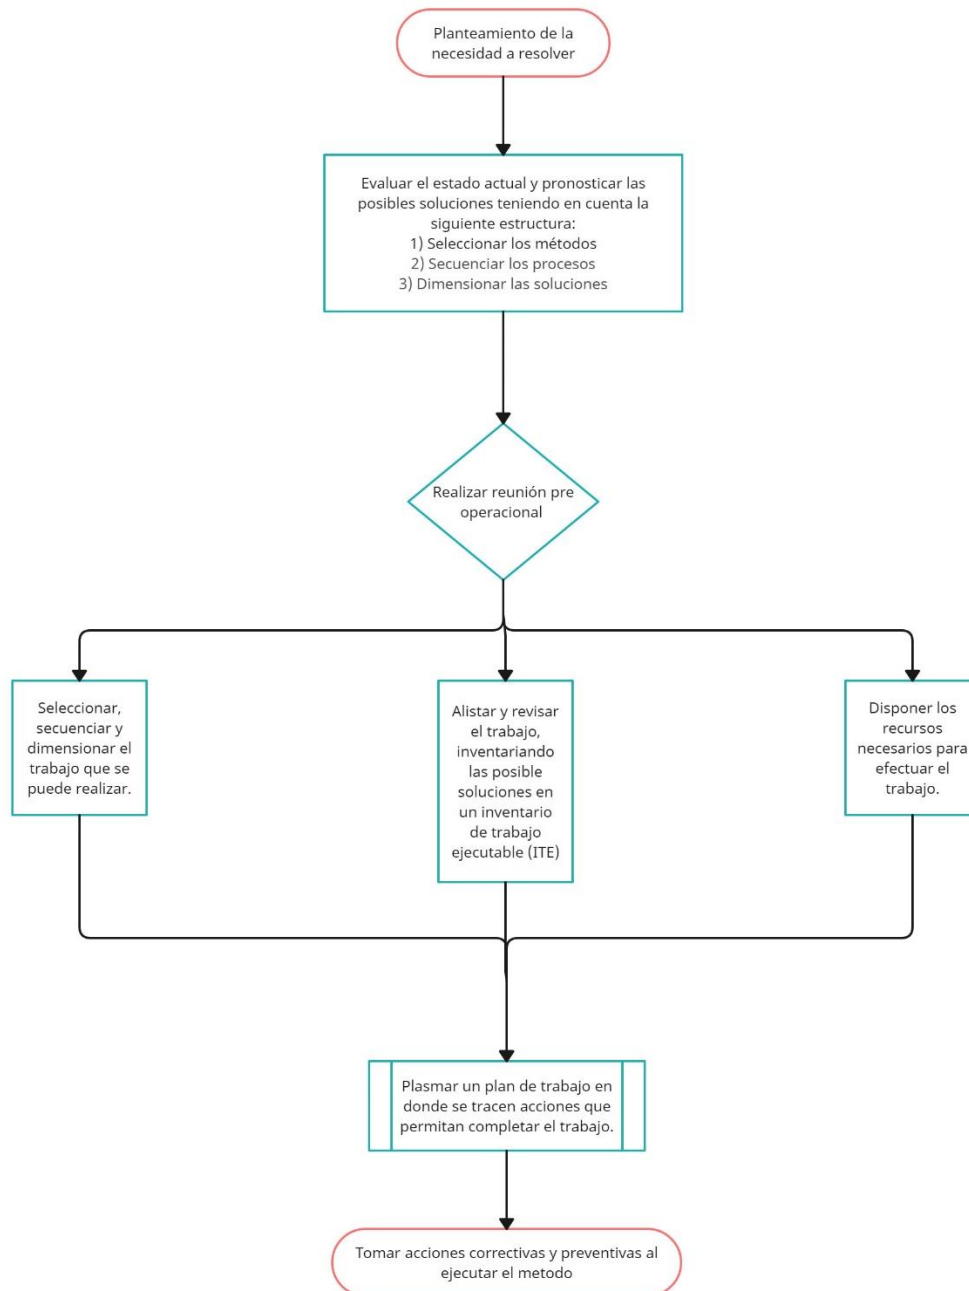 Planteamiento de la
necesidad a resolver
Evaluar el estado actual y pronosticar las
posibles soluciones teniendo en cuenta la
siguiente estructura:
1) Seleccionar los métodos
2) Secuenciar los procesos
3) Dimensionar las soluciones
Realizar reunión pre
operacional
Seleccionar,
secuenciar y
dimensionar el
trabajo que se
puede realizar.
Alistar y revisar
el trabajo,
inventariando
las posible
soluciones en
un inventario
de trabajo
ejecutable (ITE)
Disponer los
recursos
necesarios para
efectuar el
trabajo.
Plasmar un plan de trabajo en
donde se tracen acciones que
permitan completar el trabajo.
Tomar acciones correctivas y preventivas al
ejecutar el metodo